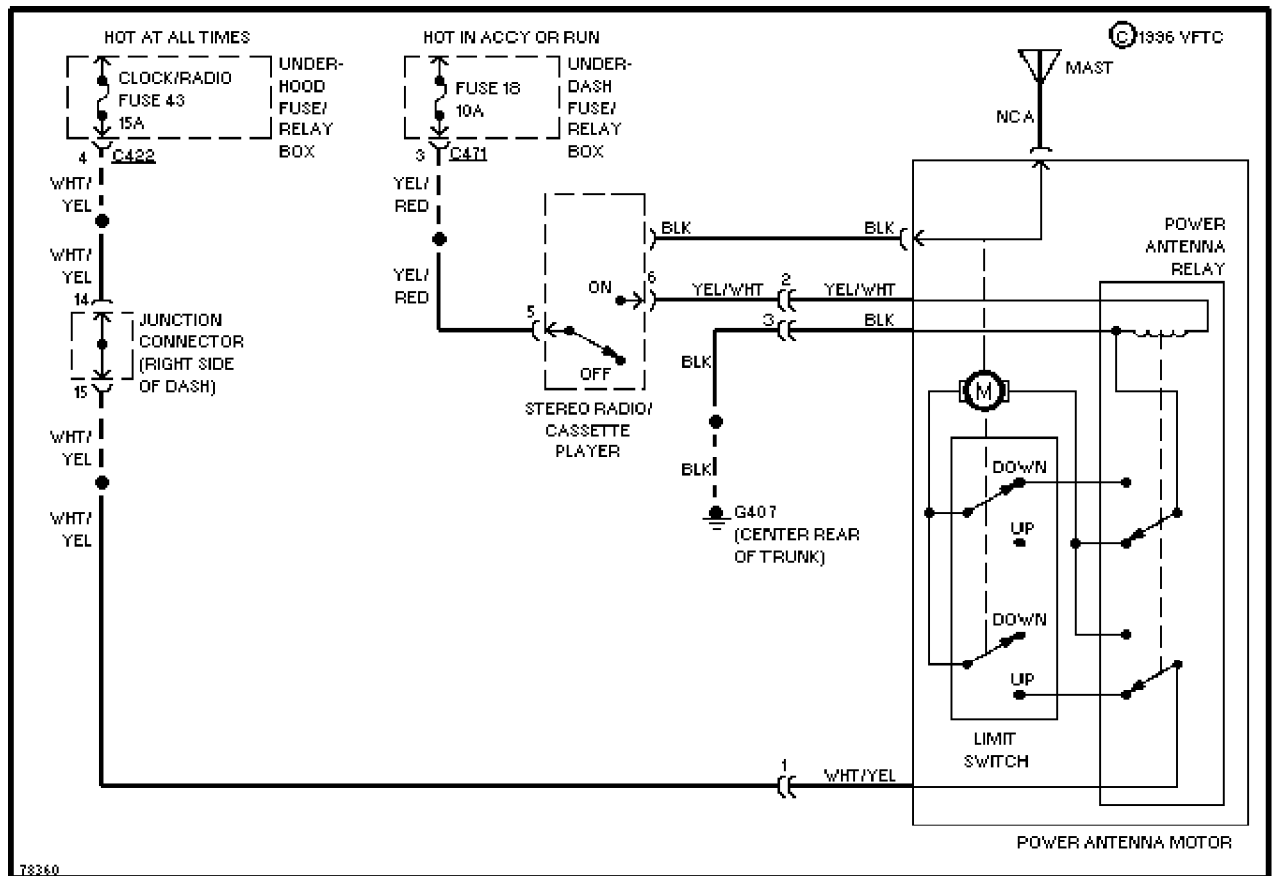 HOT AT ALL TIMES
HOT IN ACCY OR RUN
©1996 VFTC
CLOCK/RADIO
FUSE 43
15A
UNDER-
HOOD
FUSE/
RELAY
BOX
FUSE 18
10A
UNDER-
DASH
FUSE/
RELAY
BOX
MAST
NCA
4
C422
3
C471
WHT/
YEL
YEL/
RED
WHT/
YEL
YEL/
RED
BLK
BLK
POWER
ANTENNA
RELAY
ON
6
YEL/WHT
2
YEL/WHT
14
JUNCTION
CONNECTOR
(RIGHT SIDE
OF DASH)
15
5
OFF
3
BLK
BLK
M
STEREO RADIO/
CASSETTE
PLAYER
WHT/
YEL
BLK
DOWN
UP
WHT/
YEL
G407
(CENTER REAR
OF TRUNK)
DOWN
UP
LIMIT
SWITCH
1
WHT/YEL
POWER ANTENNA MOTOR
78360